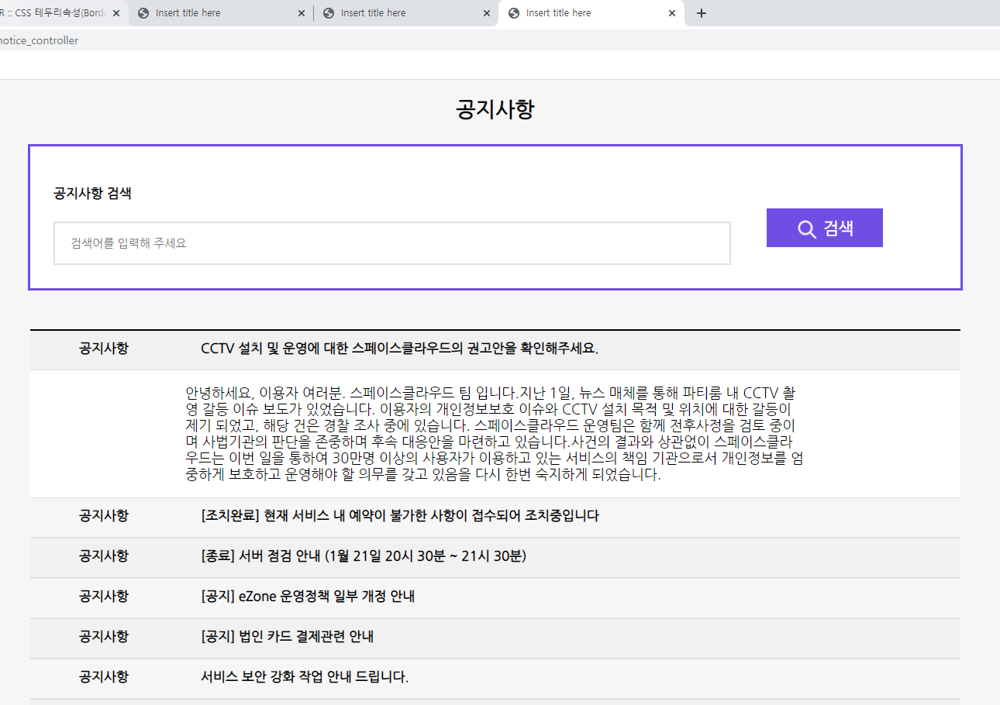 R :: CSS 테두리속성(Bord
Insert title here
Insert title here
Insert title here
notice_controller
공지사항
공지사항 검색
검색어를 입력해 주세요
검색
공지사항 CCTV 설치 및 운영에 대한 스페이스클라우드의 권고안을 확인해주세요.
안녕하세요, 이용자 여러분. 스페이스클라우드 팀 입니다.지난 1일, 뉴스 매체를 통해 파티룸 내 CCTV 촬
영 갈등 이슈 보도가 있었습니다. 이용자의 개인정보보호 이슈와 CCTV 설치 목적 및 위치에 대한 갈등이
제기 되었고, 해당 건은 경찰 조사 중에 있습니다. 스페이스클라우드 운영팀은 함께 전후사정을 검토 중이
며 사법기관의 판단을 존중하며 후속 대응안을 마련하고 있습니다.사건의 결과와 상관없이 스페이스클라
우드는 이번 일을 통하여 30만명 이상의 사용자가 이용하고 있는 서비스의 책임 기관으로서 개인정보를 엄
중하게 보호하고 운영해야 할 의무를 갖고 있음을 다시 한번 숙지하게 되었습니다.
공지사항 [조치완료] 현재 서비스 내 예약이 불가한 사항이 접수되어 조치중입니다
공지사항 [종료] 서버 점검 안내 (1월 21일 20시 30분 ~ 21시 30분)
공지사항 [공지] eZone 운영정책 일부 개정 안내
공지사항 [공지] 법인 카드 결제관련 안내
공지사항 서비스 보안 강화 작업 안내 드립니다.